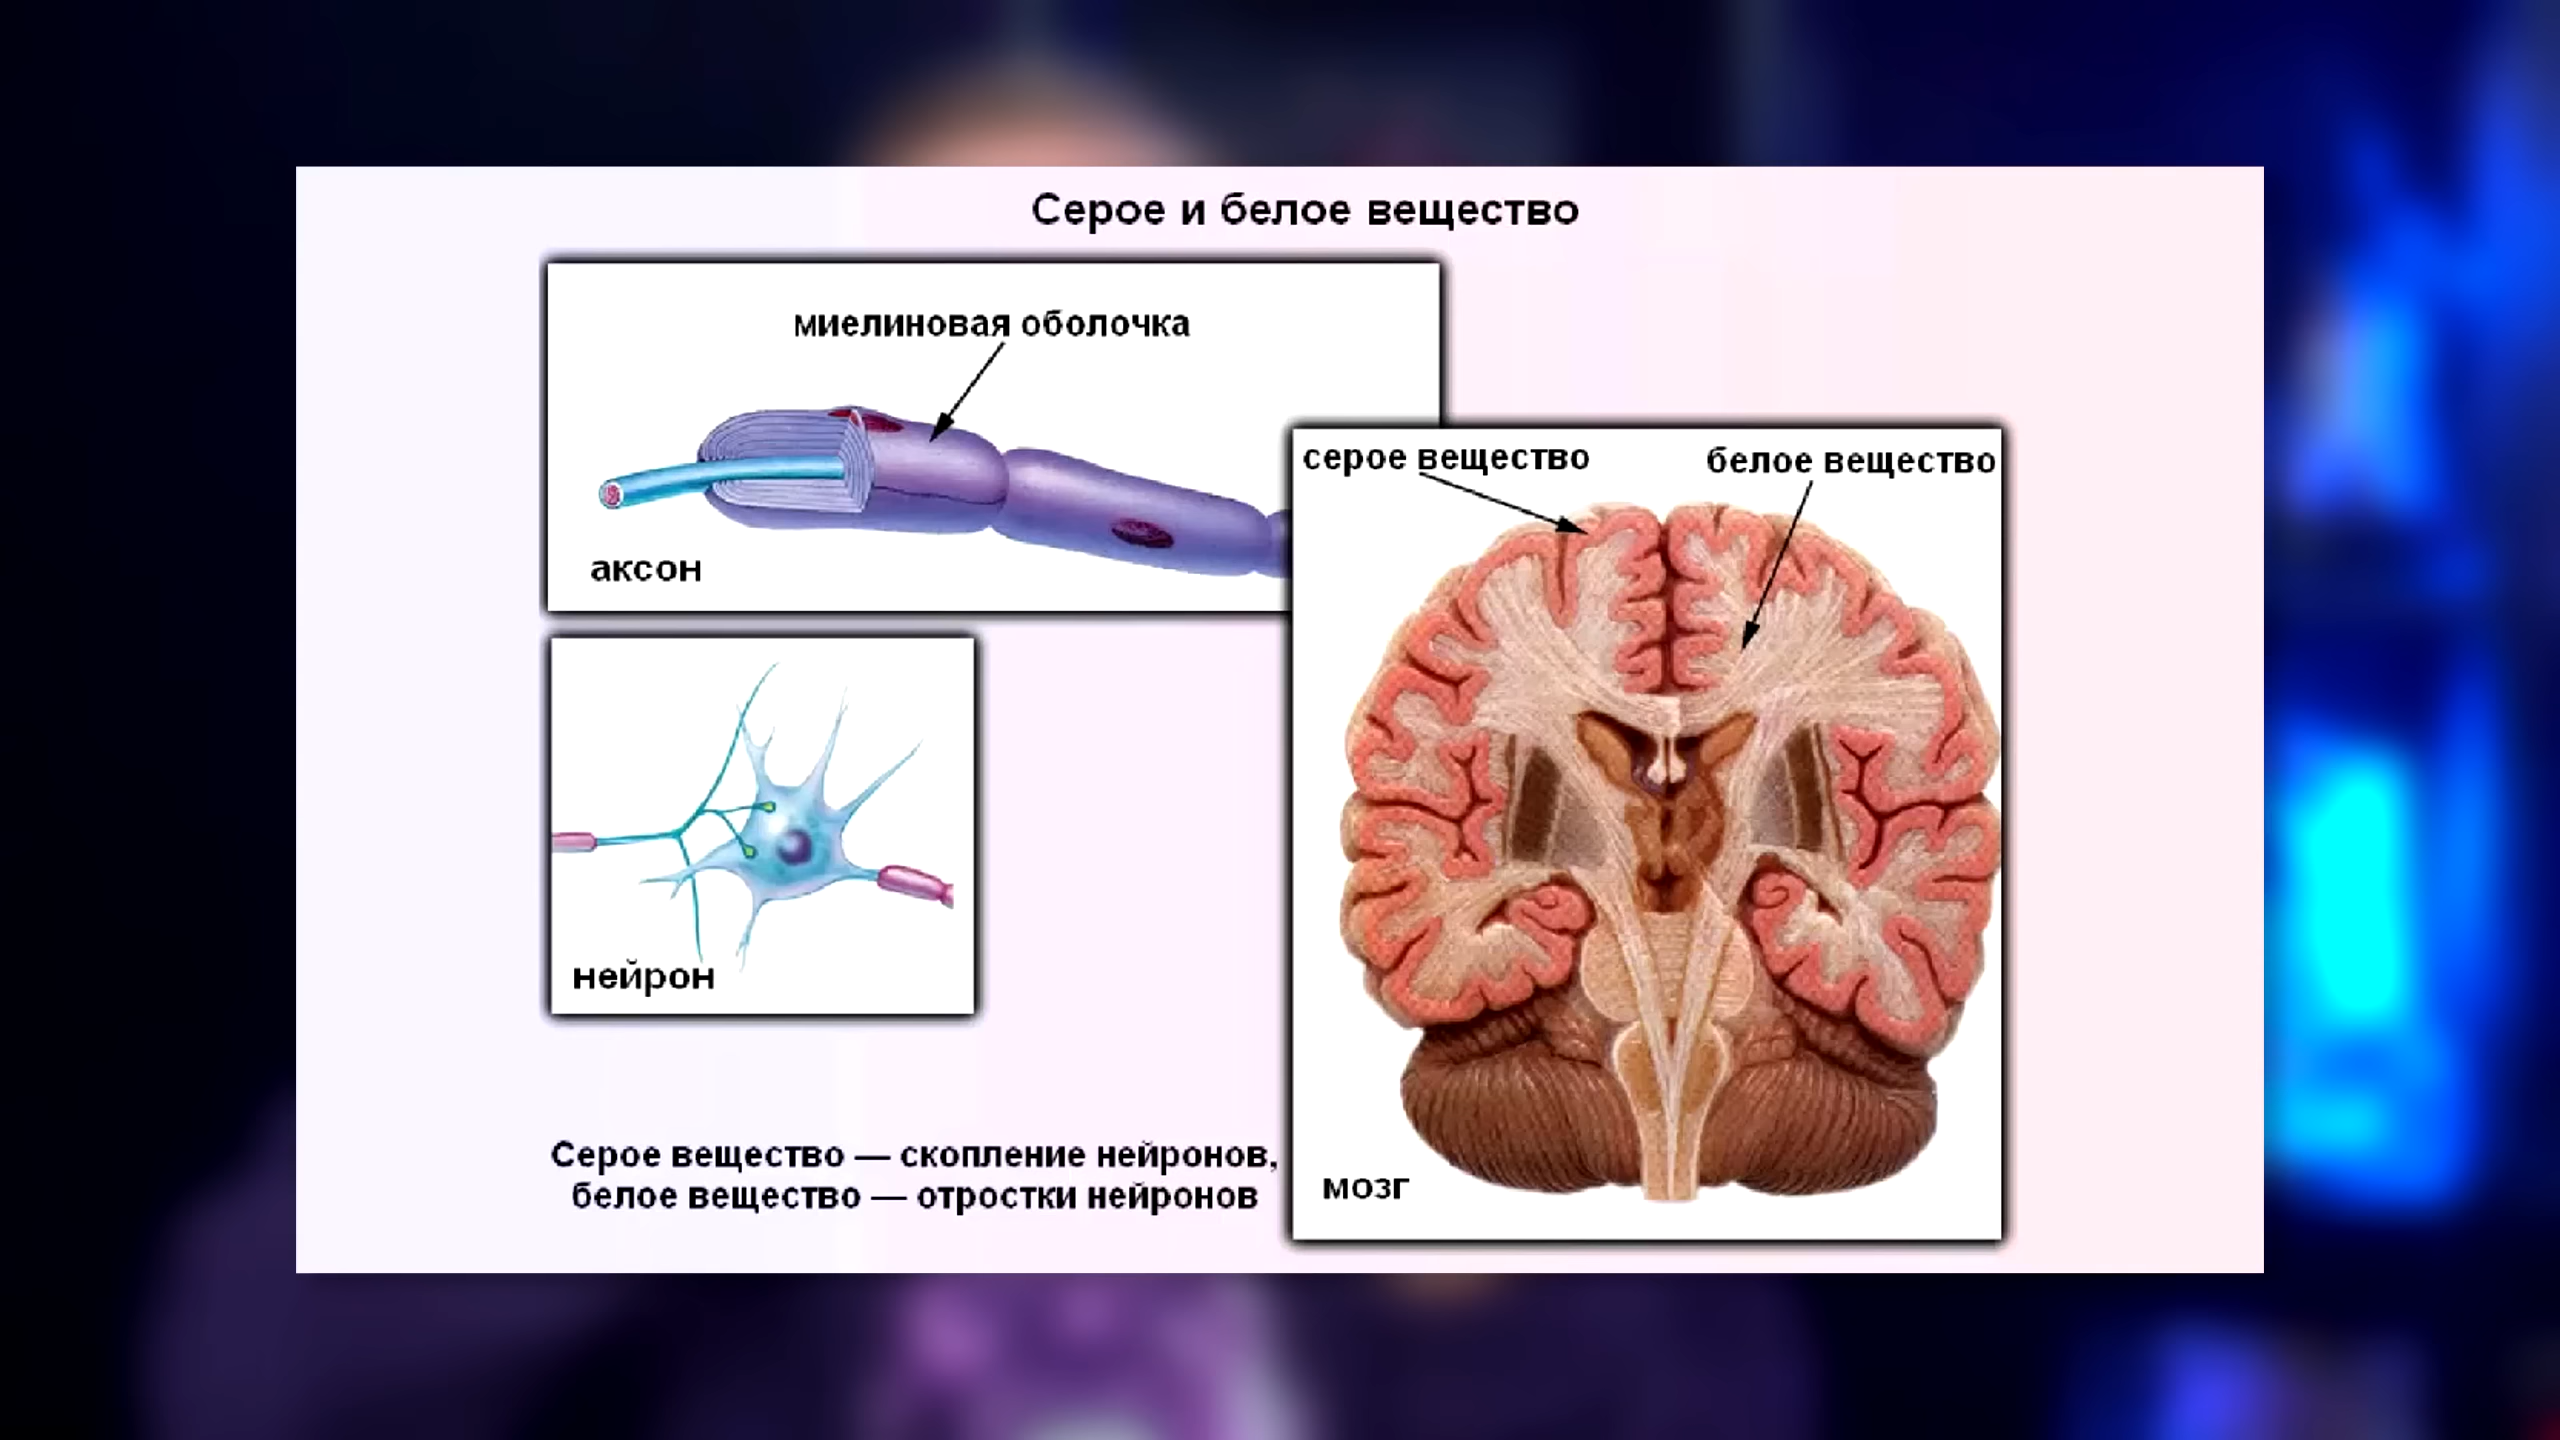 Серое и белое вещество
миелиновая оболочка
аксон
серое вещество
белое вещество
нейрон
Серое вещество — скопление нейронов,
белое вещество — отростки нейронов
мозг